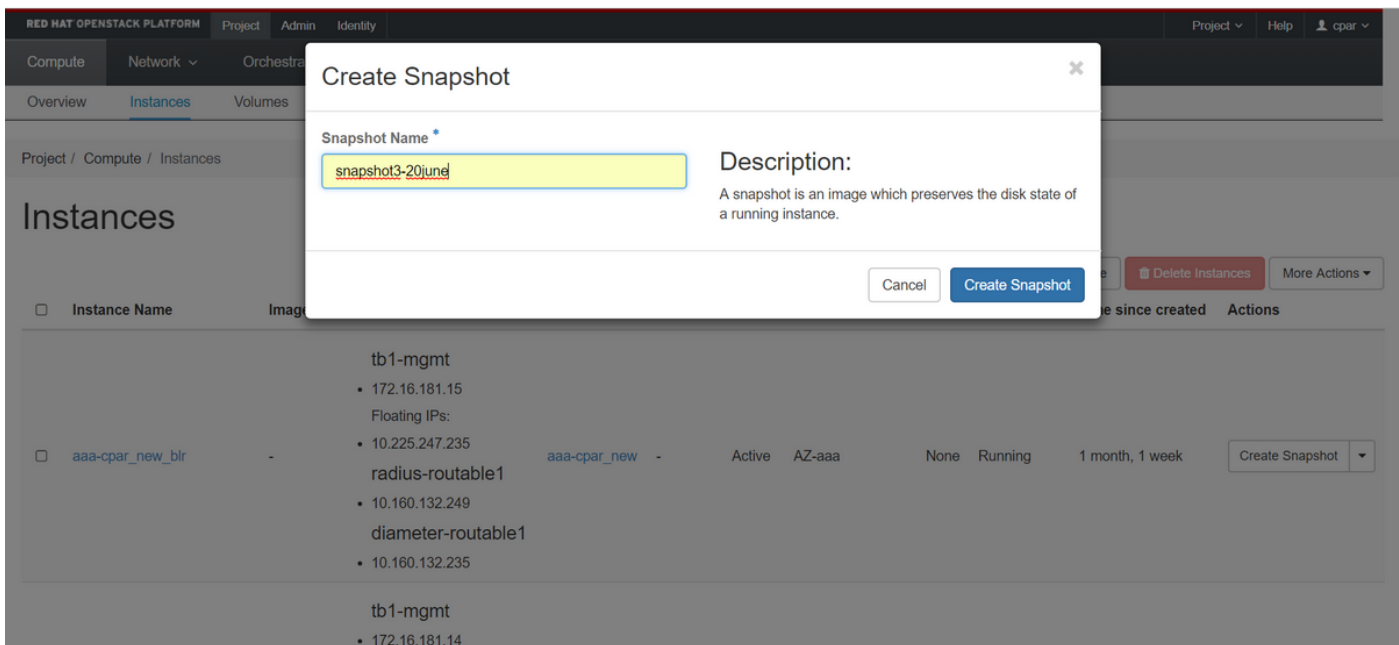 RED HAT OPENSTACK PLATFORM Project Admin Identity Project Help cpar
Compute Network Orchestra
Overview Instances Volumes
Project / Compute / Instances
Create Snapshot ×
Snapshot Name *
snapshot3-20june
Description:
A snapshot is an image which preserves the disk state of
a running instance.
Cancel Create Snapshot
Instances
e Delete Instances More Actions
Instance Name Image e since created Actions
tb1-mgmt
• 172.16.181.15
Floating IPs:
• 10.225.247.235
aaa-cpar_new_blr - aaa-cpar_new - Active AZ-aaa None Running 1 month, 1 week Create Snapshot
radius-routable1
• 10.160.132.249
diameter-routable1
• 10.160.132.235
tb1-mgmt
• 172.16.181.14